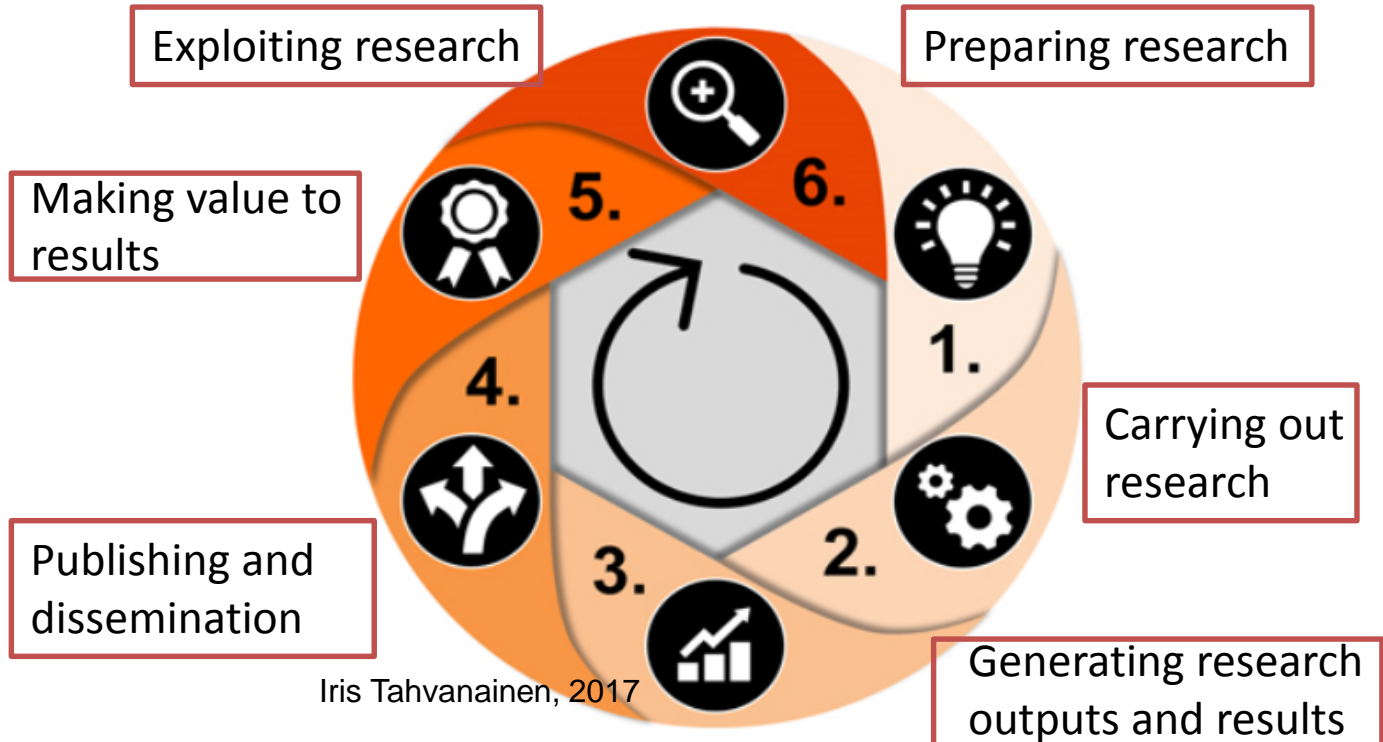 Exploiting research
Preparing research
Making value to
results
5.
6.
1.
4.
Carrying out
research
2.
3.
Publishing and
dissemination
Generating research
outputs and results
Iris Tahvanainen, 2017